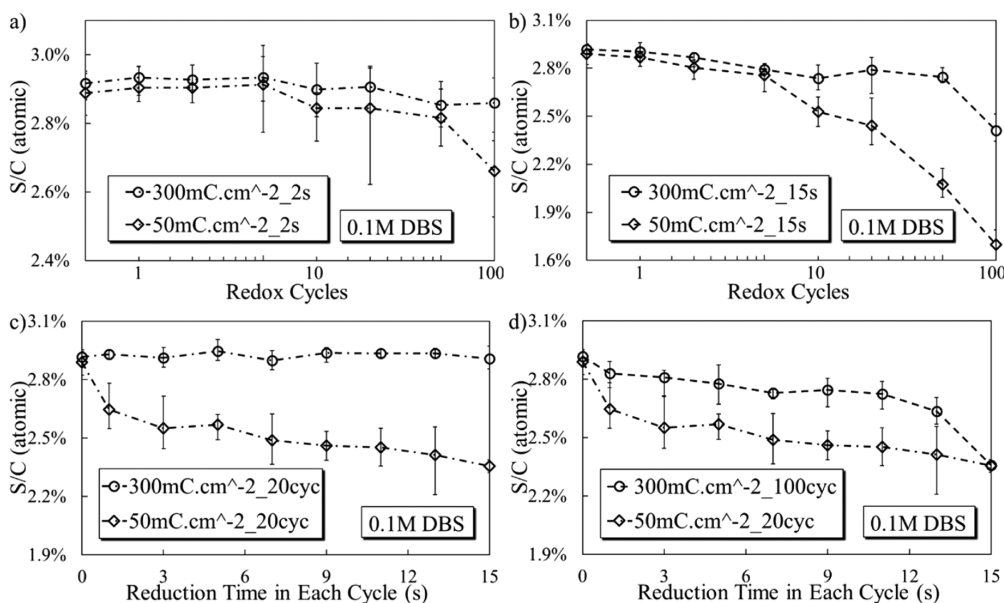 a)
3.0%
2.8%
2.6%
2.4%
S/C (atomic)
300mC.cm^-2_2s
50mC.cm^-2_2s
0.1M DBS
1 10 100
Redox Cycles
b)
3.1%
2.8%
2.5%
2.2%
1.9%
1.6%
S/C (atomic)
300mC.cm^-2_15s
50mC.cm^-2_15s
0.1M DBS
1 10 100
Redox Cycles
c)
3.1%
2.8%
2.5%
2.2%
1.9%
S/C (atomic)
300mC.cm^-2_20cyc
50mC.cm^-2_20cyc
0.1M DBS
0 3 6 9 12 15
Reduction Time in Each Cycle (s)
d)
3.1%
2.8%
2.5%
2.2%
1.9%
S/C (atomic)
300mC.cm^-2_100cyc
50mC.cm^-2_20cyc
0.1M DBS
0 3 6 9 12 15
Reduction Time in Each Cycle (s)